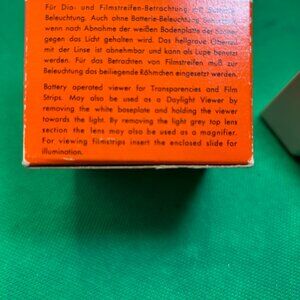 Für Dia- und Filmstreifen-Betrachtung mit Batterie-
Beleuchtung. Auch ohne Batterie-Beleuchtung
wenn nach Abnahme der weißen Bodenplatte der
gegen das Licht gehalten wird. Das hellgraue Oberteil
mit der Linse ist abnehmbar und kann als Lupe benutzt
werden. Für das Betrachten von Filmstreifen muß zur
Beleuchtung das beiliegende Rähmchen eingesetzt werden.
Battery operated viewer for Transparencies and Film
Strips. May also be used as a Daylight Viewer by
removing the white baseplate and holding the viewer
towards the light. By removing the light grey top lens
section the lens may also be used as a magnifier.
For viewing filmstrips insert the enclosed slide for
illumination.